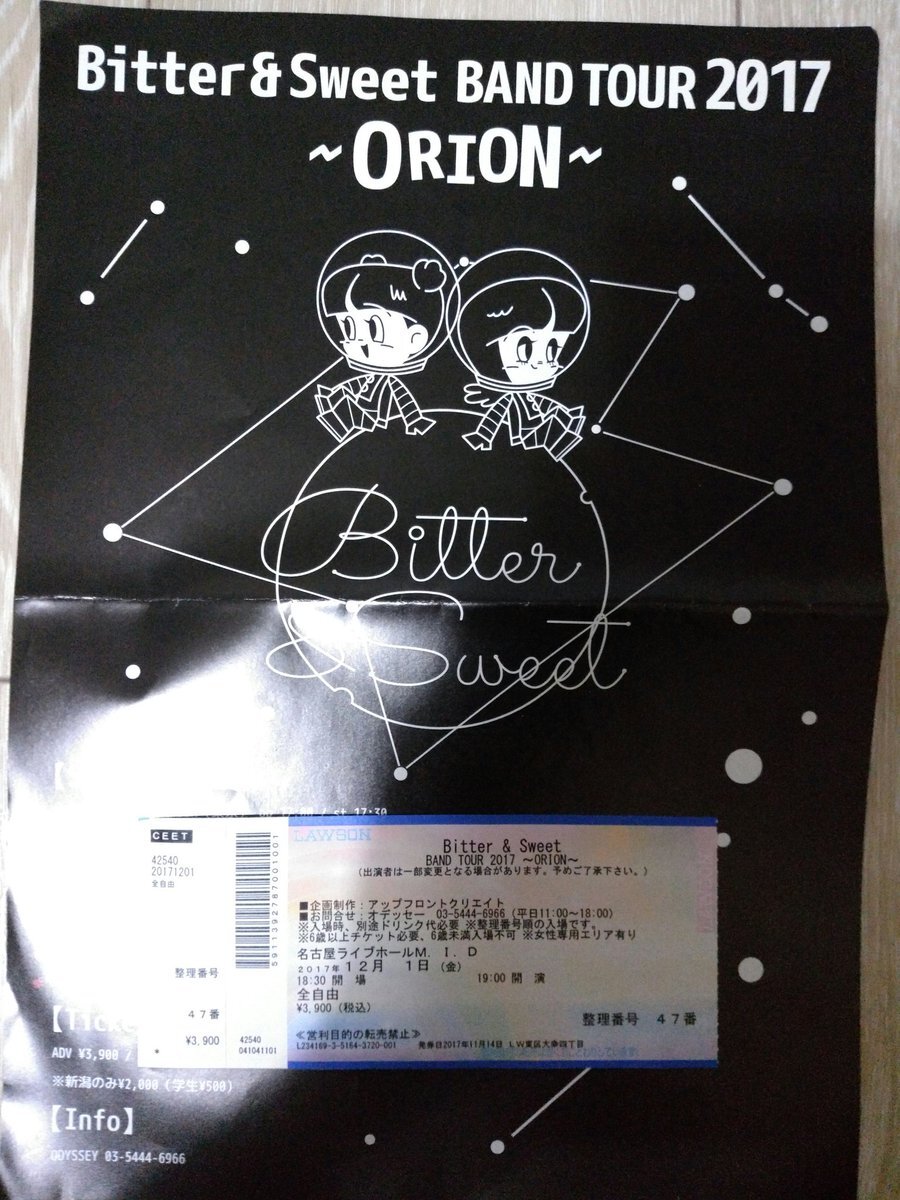 Bitter&Sweet BAND TOUR 2017
~ORION~
Bitter
& Sweet
/ st 17:30
CEET
42540
20171201
全自由
整理番号
47番
* ¥3,900
5911392787001001
42540
041041101
LAWSON
Bitter & Sweet
BAND TOUR 2017 ~ORION~
(出演者は一部変更となる場合があります。予めご了承下さい。)
■企画制作:アップフロントクリエイト
■お問合せ:オデッセー 03-5444-6966(平日11:00~18:00)
※入場時、別途ドリンク代必要 ※整理番号順の入場です。
※6歳以上チケット必要、6歳未満入場不可 ※女性専用エリア有り
名古屋ライブホールM.I.D
2017年12月 1日(金)
18:30 開 場 19:00 開 演
全自由
¥3,900(税込)
整理番号 47番
≪営利目的の転売禁止≫
L234169-3-5164-3720-001 発券日2017年11月14日 LW東区大幸四丁目
【Tick
ADV ¥3,900 /
※新潟のみ¥2,000(学生¥500)
【Info】
ODYSSEY 03-5444-6966